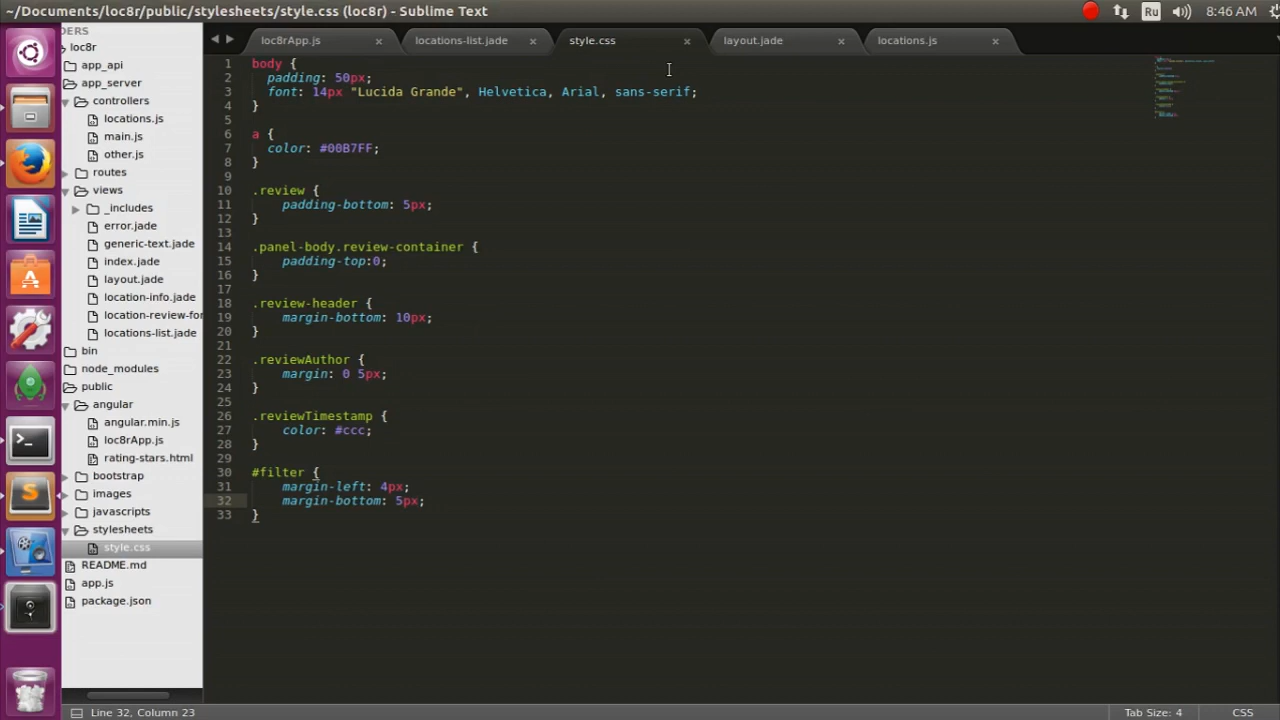 ~/Documents/loc8r/public/stylesheets/style.css (loc8r) - Sublime Text
Ru
8:46 AM
DERS
loc8r
app_api
app_server
controllers
locations.js
main.js
other.js
routes
views
_includes
error.jade
generic-text.jade
index.jade
layout.jade
location-info.jade
location-review-for
locations-list.jade
bin
node_modules
public
angular
angular.min.js
loc8rApp.js
rating-stars.html
bootstrap
images
javascripts
stylesheets
style.css
README.md
app.js
package.json
loc8rApp.js
locations-list.jade
style.css
layout.jade
locations.js
1 body {
2 padding: 50px;
3 font: 14px "Lucida Grande", Helvetica, Arial, sans-serif;
4 }
5
6 a {
7 color: #00B7FF;
8 }
9
10 .review {
11 padding-bottom: 5px;
12 }
13
14 .panel-body.review-container {
15 padding-top:0;
16 }
17
18 .review-header {
19 margin-bottom: 10px;
20 }
21
22 .reviewAuthor {
23 margin: 0 5px;
24 }
25
26 .reviewTimestamp {
27 color: #ccc;
28 }
29
30 #filter {
31 margin-left: 4px;
32 margin-bottom: 5px;
33 }
Line 32, Column 23
Tab Size: 4
CSS